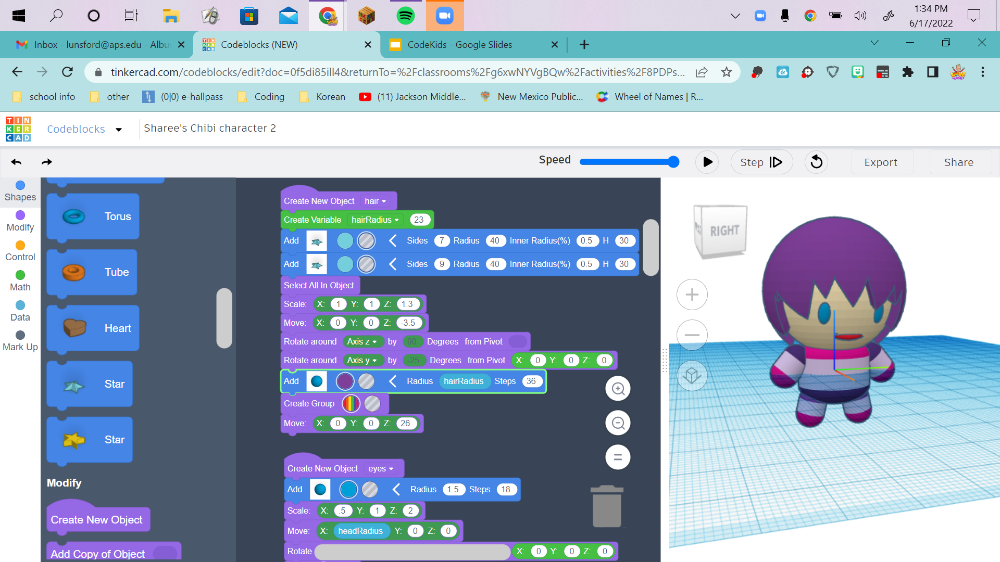 1:34 PM
6/17/2022
Inbox - lunsford@aps.edu - Albu
Codeblocks (NEW)
CodeKids - Google Slides
tinkercad.com/codeblocks/edit?doc=0f5di85ill4&returnTo=%2Fclassrooms%2Fg6xwNYVgBQw%2Factivities%2F8PDPs...
school info
other
(0|0) e-hallpass
Coding
Korean
(11) Jackson Middle...
New Mexico Public...
Wheel of Names | R...
TIN
KER
CAD
Codeblocks
Sharee's Chibi character 2
Speed
Step
Export
Share
Shapes
Modify
Control
Math
Data
Mark Up
Torus
Tube
Heart
Star
Star
Modify
Create New Object
Add Copy of Object
Create New Object hair
Create Variable hairRadius 23
Add Sides 7 Radius 40 Inner Radius(%) 0.5 H 30
Add Sides 9 Radius 40 Inner Radius(%) 0.5 H 30
Select All In Object
Scale: X: 1 Y: 1 Z: 1.3
Move: X: 0 Y: 0 Z: -3.5
Rotate around Axis z by 90 Degrees from Pivot
Rotate around Axis y by -25 Degrees from Pivot X: 0 Y: 0 Z: 0
Add Radius hairRadius Steps 36
Create Group
Move: X: 0 Y: 0 Z: 26
Create New Object eyes
Add Radius 1.5 Steps 18
Scale: X: .5 Y: 1 Z: 2
Move: X: headRadius Y: 0 Z: 0
Rotate X: 0 Y: 0 Z: 0
RIGHT